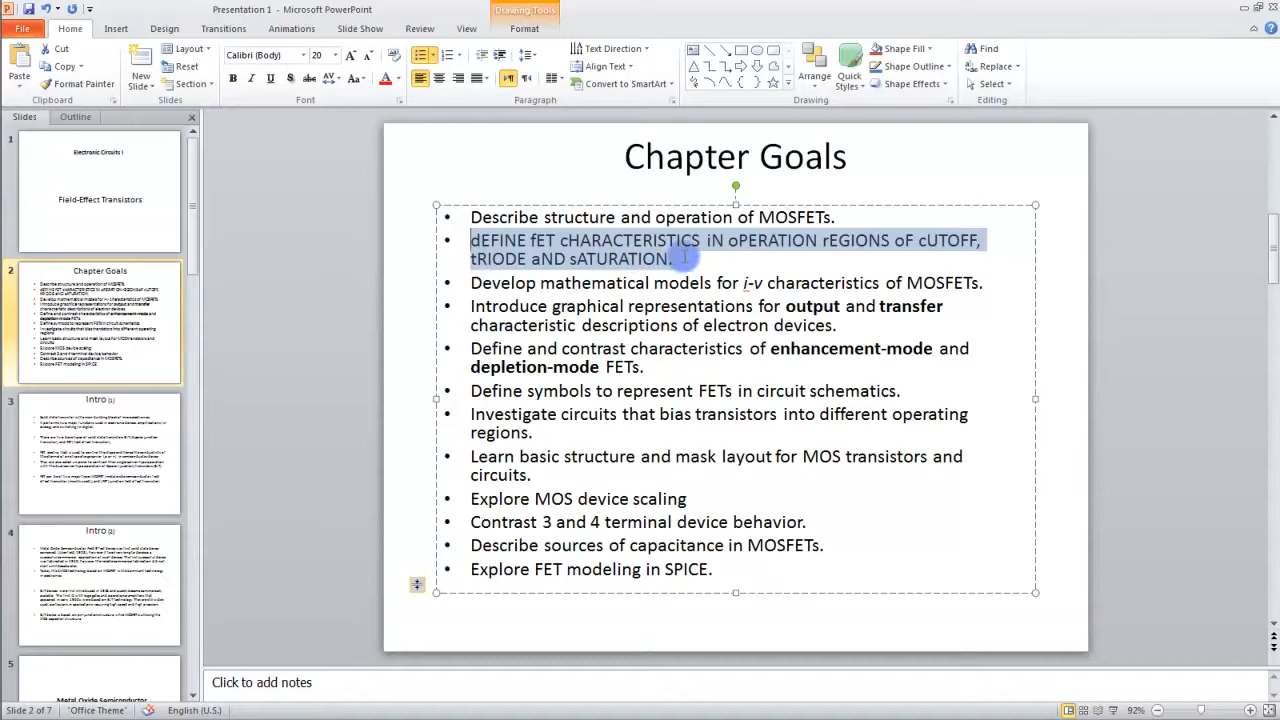 Presentation 1 - Microsoft PowerPoint
Drawing Tools
File Home Insert Design Transitions Animations Slide Show Review View Format
Paste
Cut
Copy
Format Painter
Clipboard
New
Slide
Layout
Reset
Section
Slides
Calibri (Body) 20
Font
Paragraph
Text Direction
Align Text
Convert to SmartArt
Arrange
Quick
Styles
Shape Fill
Shape Outline
Shape Effects
Drawing
Find
Replace
Select
Editing
Slides Outline
1
Electronic Circuits I
Field-Effect Transistors
2
Chapter Goals
3
Intro (1)
4
Intro (2)
5
Metal Oxide Semiconductor
Chapter Goals
• Describe structure and operation of MOSFETs.
• dEFINE fET cHARACTERISTICS iN oPERATION rEGIONS oF cUTOFF,
tRIODE aND sATURATION.
• Develop mathematical models for i-v characteristics of MOSFETs.
• Introduce graphical representations for output and transfer
characteristic descriptions of electron devices.
• Define and contrast characteristics of enhancement-mode and
depletion-mode FETs.
• Define symbols to represent FETs in circuit schematics.
• Investigate circuits that bias transistors into different operating
regions.
• Learn basic structure and mask layout for MOS transistors and
circuits.
• Explore MOS device scaling
• Contrast 3 and 4 terminal device behavior.
• Describe sources of capacitance in MOSFETs.
• Explore FET modeling in SPICE.
Click to add notes
Slide 2 of 7 "Office Theme" English (U.S.) 92%